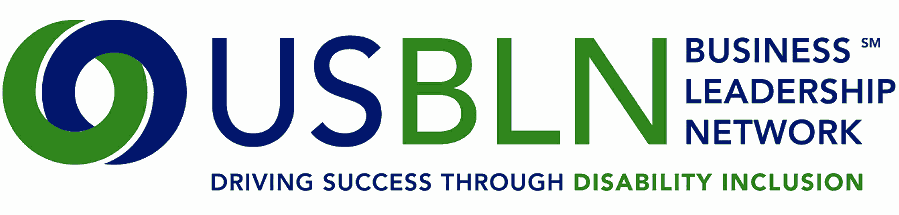 USBLN
BUSINESS ℠
LEADERSHIP
NETWORK
DRIVING SUCCESS THROUGH DISABILITY INCLUSION